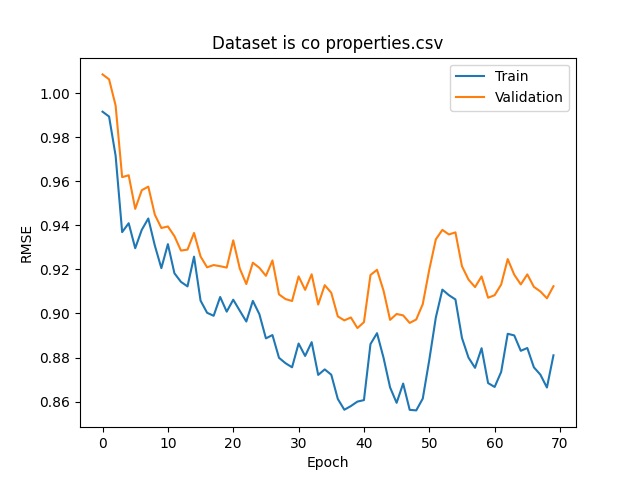 Dataset is co properties.csv
Train
Validation
1.00
0.98
0.96
0.94
0.92
0.90
0.88
0.86
RMSE
0 10 20 30 40 50 60 70
Epoch